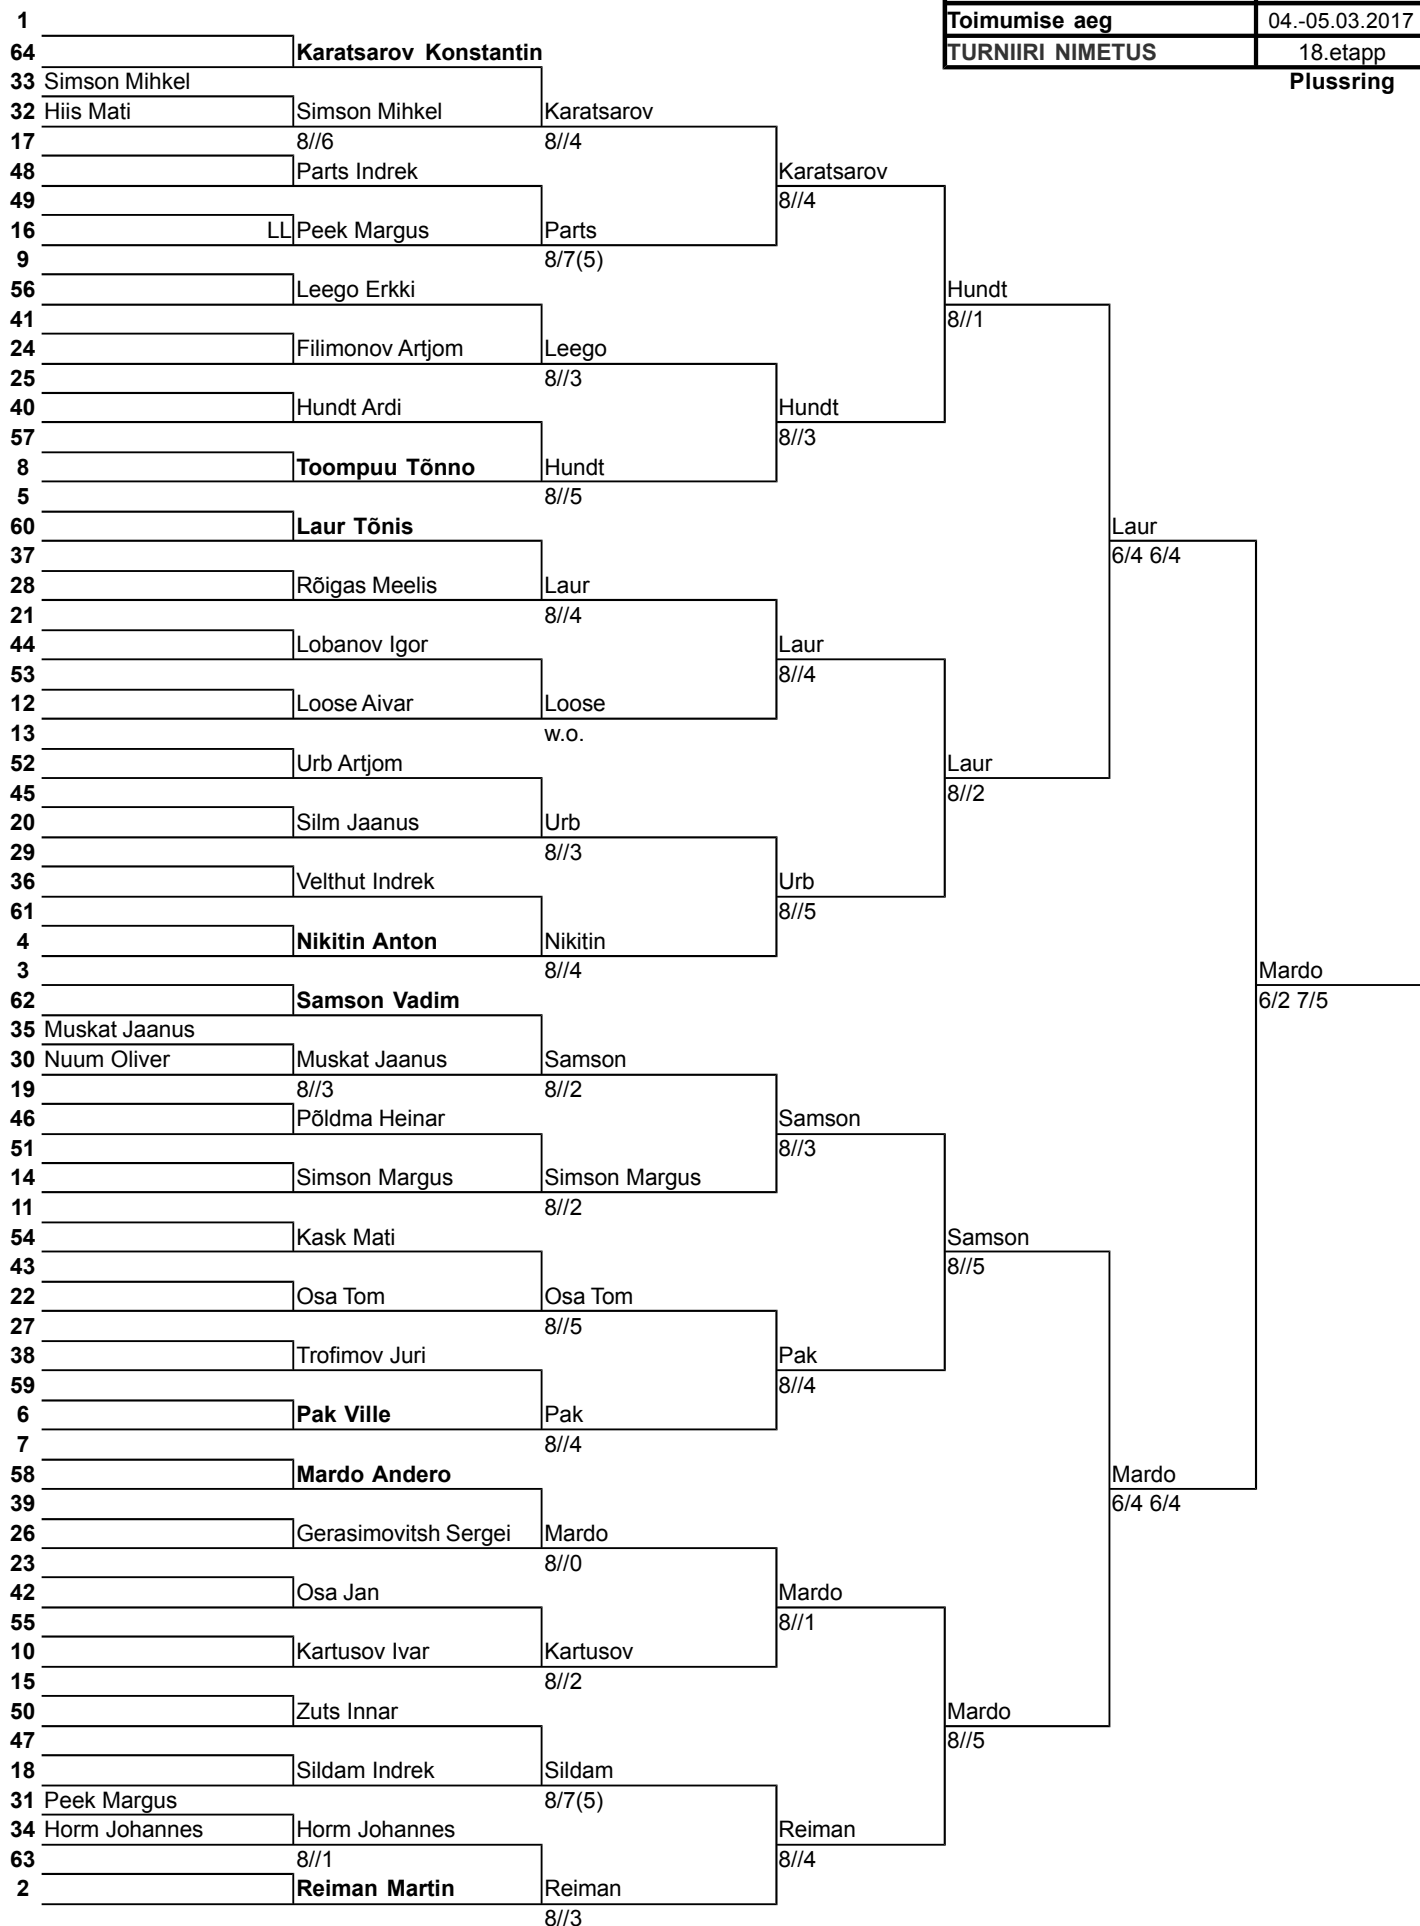 1 Toimumise aeg 04.-05.03.2017
64 Karatsarov Konstantin TURNIIRI NIMETUS 18.etapp
33 Simson Mihkel Plussring
32 Hiis Mati Simson Mihkel Karatsarov
17 8//6 8//4
48 Parts Indrek Karatsarov
49 8//4
16 LL Peek Margus Parts
9 8/7(5)
56 Leego Erkki Hundt
41 8//1
24 Filimonov Artjom Leego
25 8//3
40 Hundt Ardi Hundt
57 8//3
8 Toompuu Tõnno Hundt
5 8//5
60 Laur Tõnis Laur
37 6/4 6/4
28 Rõigas Meelis Laur
21 8//4
44 Lobanov Igor Laur
53 8//4
12 Loose Aivar Loose
13 w.o.
52 Urb Artjom Laur
45 8//2
20 Silm Jaanus Urb
29 8//3
36 Velthut Indrek Urb
61 8//5
4 Nikitin Anton Nikitin
3 8//4 Mardo
62 Samson Vadim 6/2 7/5
35 Muskat Jaanus
30 Nuum Oliver Muskat Jaanus Samson
19 8//3 8//2
46 Põldma Heinar Samson
51 8//3
14 Simson Margus Simson Margus
11 8//2
54 Kask Mati Samson
43 8//5
22 Osa Tom Osa Tom
27 8//5
38 Trofimov Juri Pak
59 8//4
6 Pak Ville Pak
7 8//4
58 Mardo Andero Mardo
39 6/4 6/4
26 Gerasimovitsh Sergei Mardo
23 8//0
42 Osa Jan Mardo
55 8//1
10 Kartusov Ivar Kartusov
15 8//2
50 Zuts Innar Mardo
47 8//5
18 Sildam Indrek Sildam
31 Peek Margus 8/7(5)
34 Horm Johannes Horm Johannes Reiman
63 8//1 8//4
2 Reiman Martin Reiman
8//3